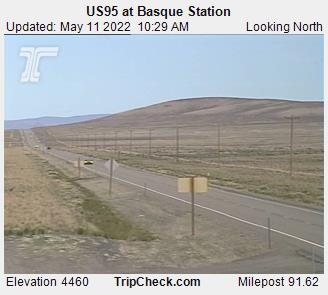 US95 at Basque Station
Updated: May 11 2022 10:29 AM Looking North
Elevation 4460 TripCheck.com Milepost 91.62